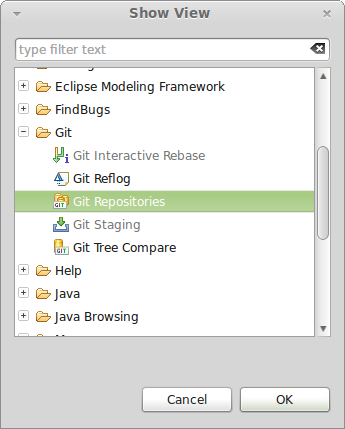 Show View
type filter text
Eclipse Modeling Framework
FindBugs
Git
Git Interactive Rebase
Git Reflog
Git Repositories
Git Staging
Git Tree Compare
Help
Java
Java Browsing
Cancel OK